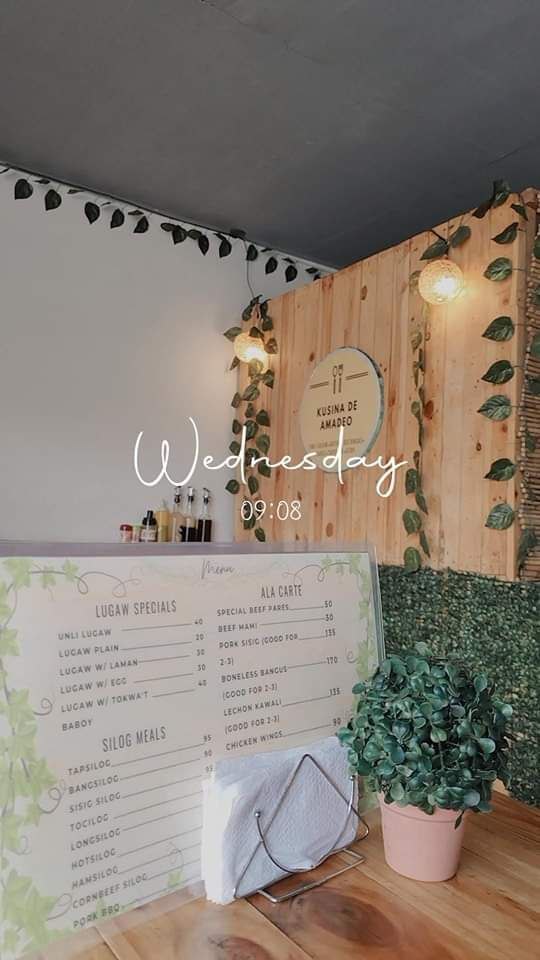 KUSINA DE
AMADEO
Wednesday
09:08
Menu
LUGAW SPECIALS
UNLI LUGAW 40
LUGAW PLAIN 20
LUGAW W/ LAMAN 30
LUGAW W/ EGG 30
LUGAW W/ TOKWA'T 40
BABOY
SILOG MEALS
TAPSILOG 95
BANGSILOG 90
SISIG SILOG
TOCILOG
LONGSILOG
HOTSILOG
HAMSILOG
CORNBEEF SILOG
PORK BBQ
ALA CARTE
SPECIAL BEEF PARES 50
BEEF MAMI 30
PORK SISIG (GOOD FOR 135
2-3)
BONELESS BANGUS 170
(GOOD FOR 2-3)
LECHON KAWALI 135
(GOOD FOR 2-3)
CHICKEN WINGS 90